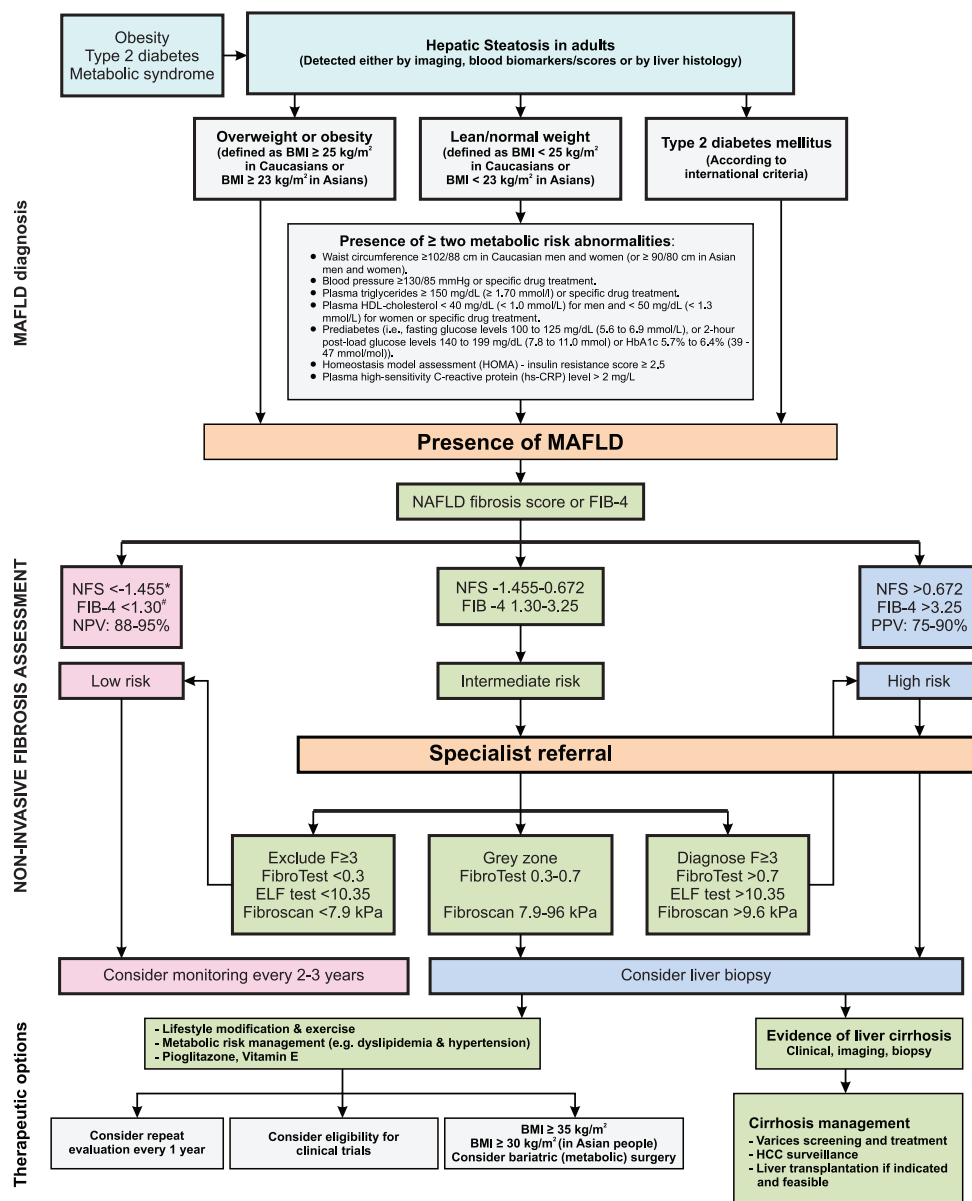 Obesity
Type 2 diabetes
Metabolic syndrome
Hepatic Steatosis in adults
(Detected either by imaging, blood biomarkers/scores or by liver histology)
MAFLD diagnosis
Overweight or obesity
(defined as BMI ≥ 25 kg/m²
in Caucasians or
BMI ≥ 23 kg/m² in Asians)
Lean/normal weight
(defined as BMI < 25 kg/m²
in Caucasians or
BMI < 23 kg/m² in Asians)
Type 2 diabetes mellitus
(According to
international criteria)
Presence of ≥ two metabolic risk abnormalities:
• Waist circumference ≥102/88 cm in Caucasian men and women (or ≥ 90/80 cm in Asian
men and women).
• Blood pressure ≥130/85 mmHg or specific drug treatment.
• Plasma triglycerides ≥ 150 mg/dL (≥ 1.70 mmol/l) or specific drug treatment.
• Plasma HDL-cholesterol < 40 mg/dL (< 1.0 mmol/L) for men and < 50 mg/dL (< 1.3
mmol/L) for women or specific drug treatment.
• Prediabetes (i.e., fasting glucose levels 100 to 125 mg/dL (5.6 to 6.9 mmol/L), or 2-hour
post-load glucose levels 140 to 199 mg/dL (7.8 to 11.0 mmol) or HbA1c 5.7% to 6.4% (39 -
47 mmol/mol)).
• Homeostasis model assessment (HOMA) - insulin resistance score ≥ 2,5
• Plasma high-sensitivity C-reactive protein (hs-CRP) level > 2 mg/L
Presence of MAFLD
NON-INVASIVE FIBROSIS ASSESSMENT
NAFLD fibrosis score or FIB-4
NFS <-1.455*
FIB-4 <1.30#
NPV: 88-95%
NFS -1.455-0.672
FIB -4 1.30-3.25
NFS >0.672
FIB-4 >3.25
PPV: 75-90%
Low risk
Intermediate risk
High risk
Specialist referral
Exclude F≥3
FibroTest <0.3
ELF test <10.35
Fibroscan <7.9 kPa
Grey zone
FibroTest 0.3-0.7
Fibroscan 7.9-96 kPa
Diagnose F≥3
FibroTest >0.7
ELF test >10.35
Fibroscan >9.6 kPa
Consider monitoring every 2-3 years
Consider liver biopsy
Therapeutic options
- Lifestyle modification & exercise
- Metabolic risk management (e.g. dyslipidemia & hypertension)
- Pioglitazone, Vitamin E
Evidence of liver cirrhosis
Clinical, imaging, biopsy
Consider repeat
evaluation every 1 year
Consider eligibility for
clinical trials
BMI ≥ 35 kg/m²
BMI ≥ 30 kg/m² (in Asian people)
Consider bariatric (metabolic) surgery
Cirrhosis management
- Varices screening and treatment
- HCC surveillance
- Liver transplantation if indicated
and feasible